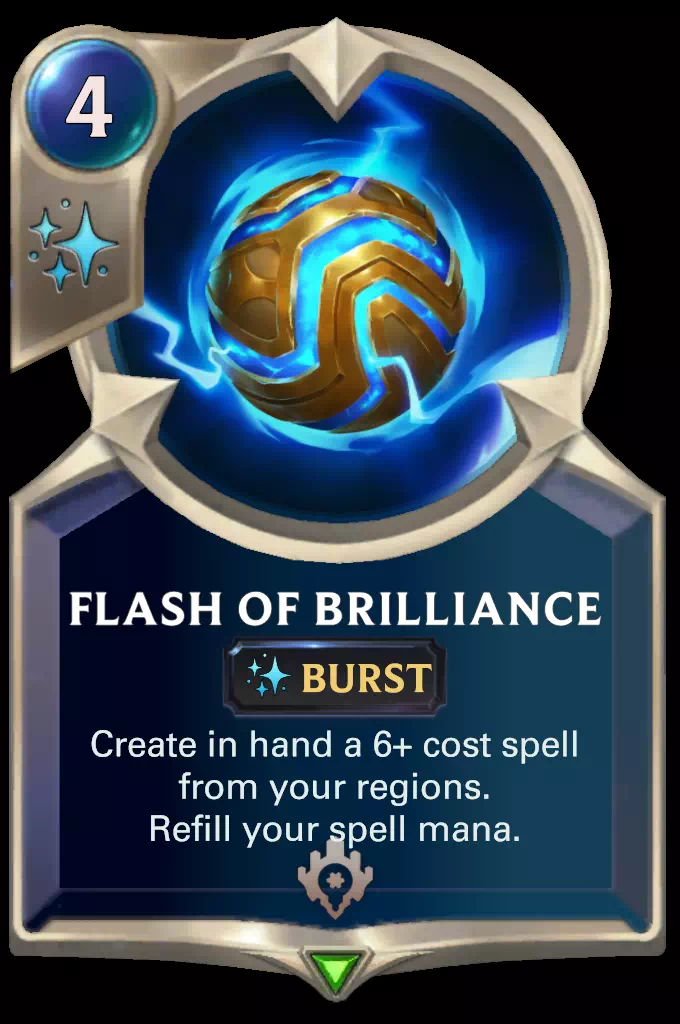 4
FLASH OF BRILLIANCE
BURST
Create in hand a 6+ cost spell
from your regions.
Refill your spell mana.